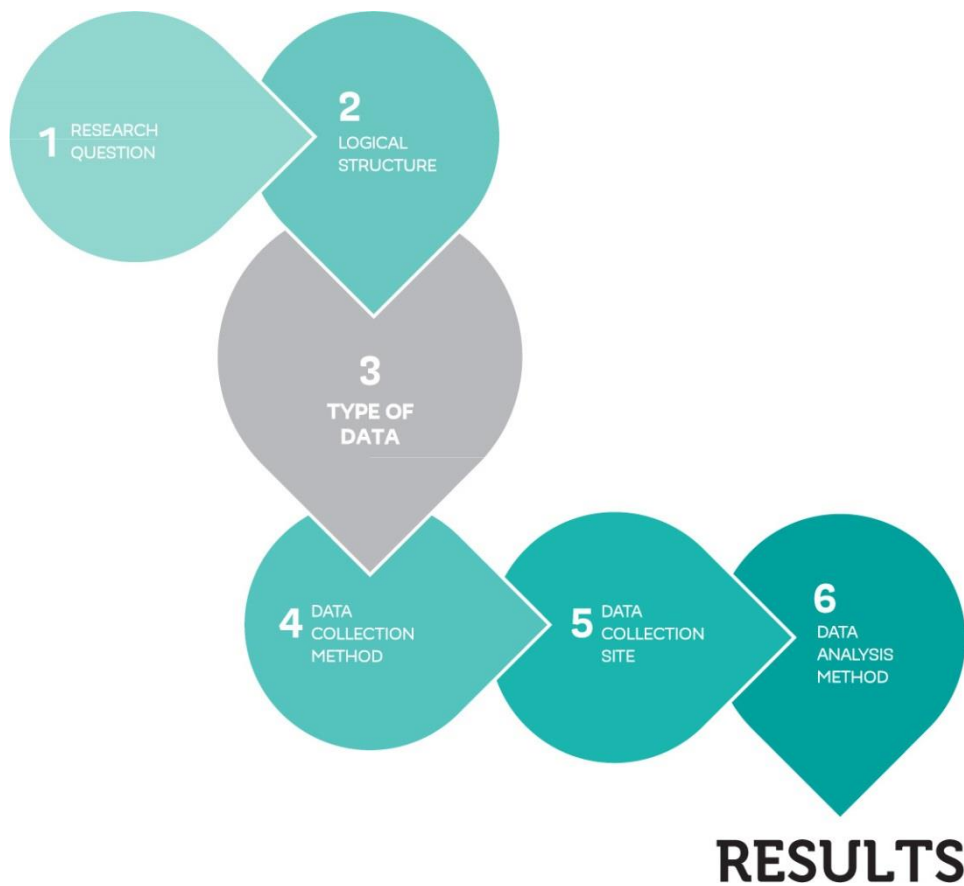 1 RESEARCH
QUESTION
2
LOGICAL
STRUCTURE
3
TYPE OF
DATA
4 DATA
COLLECTION
METHOD
5 DATA
COLLECTION
SITE
6
DATA
ANALYSIS
METHOD
RESULTS